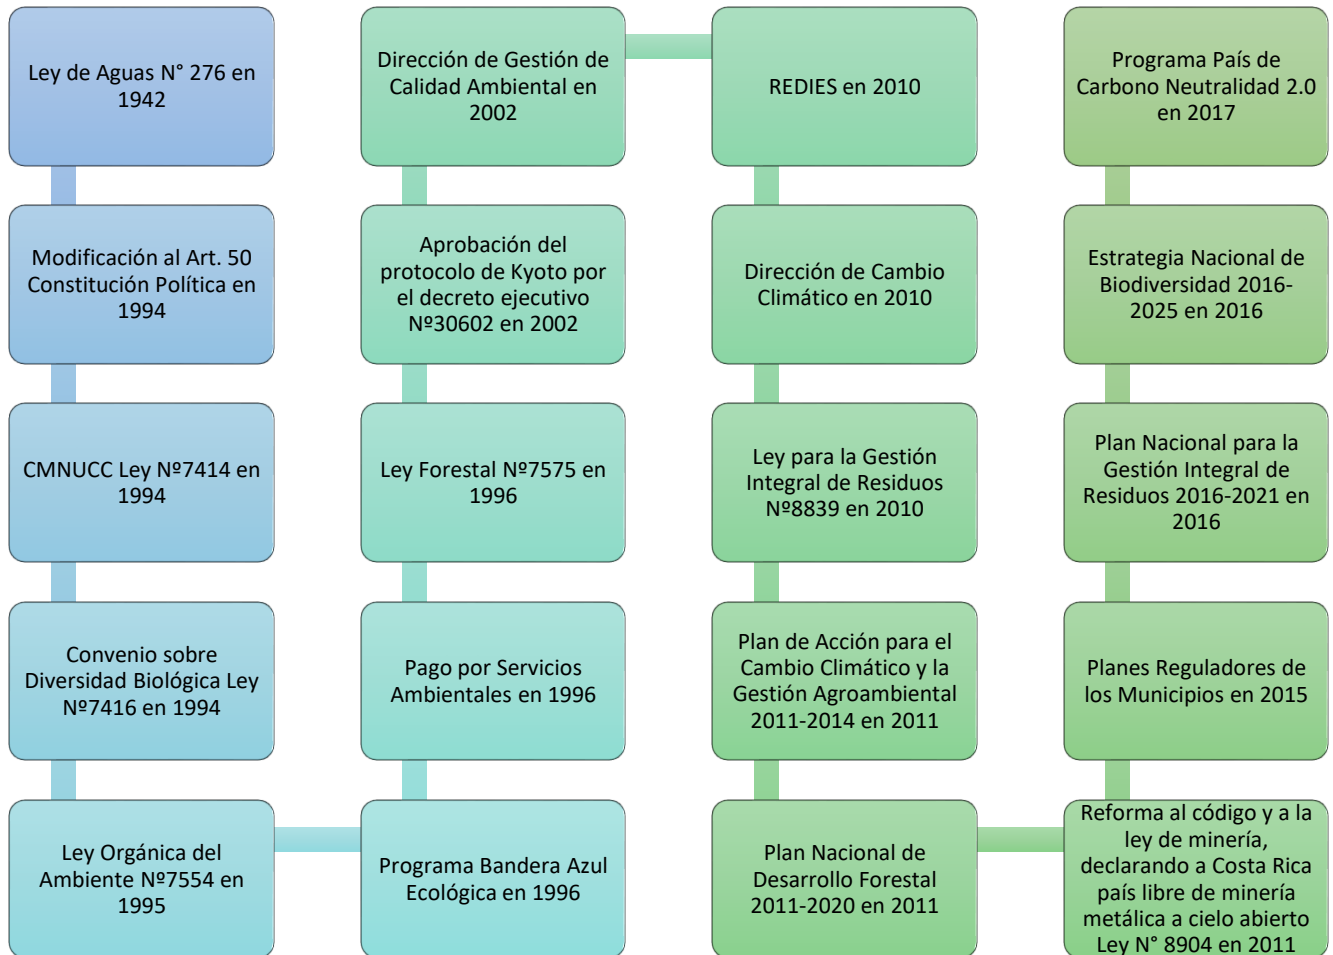 Ley de Aguas N° 276 en
1942
Modificación al Art. 50
Constitución Política en
1994
CMNUCC Ley Nº7414 en
1994
Convenio sobre
Diversidad Biológica Ley
Nº7416 en 1994
Ley Orgánica del
Ambiente Nº7554 en
1995
Programa Bandera Azul
Ecológica en 1996
Pago por Servicios
Ambientales en 1996
Ley Forestal Nº7575 en
1996
Aprobación del
protocolo de Kyoto por
el decreto ejecutivo
Nº30602 en 2002
Dirección de Gestión de
Calidad Ambiental en
2002
REDIES en 2010
Dirección de Cambio
Climático en 2010
Ley para la Gestión
Integral de Residuos
Nº8839 en 2010
Plan de Acción para el
Cambio Climático y la
Gestión Agroambiental
2011-2014 en 2011
Plan Nacional de
Desarrollo Forestal
2011-2020 en 2011
Reforma al código y a la
ley de minería,
declarando a Costa Rica
país libre de minería
metálica a cielo abierto
Ley N° 8904 en 2011
Planes Reguladores de
los Municipios en 2015
Plan Nacional para la
Gestión Integral de
Residuos 2016-2021 en
2016
Estrategia Nacional de
Biodiversidad 2016-
2025 en 2016
Programa País de
Carbono Neutralidad 2.0
en 2017